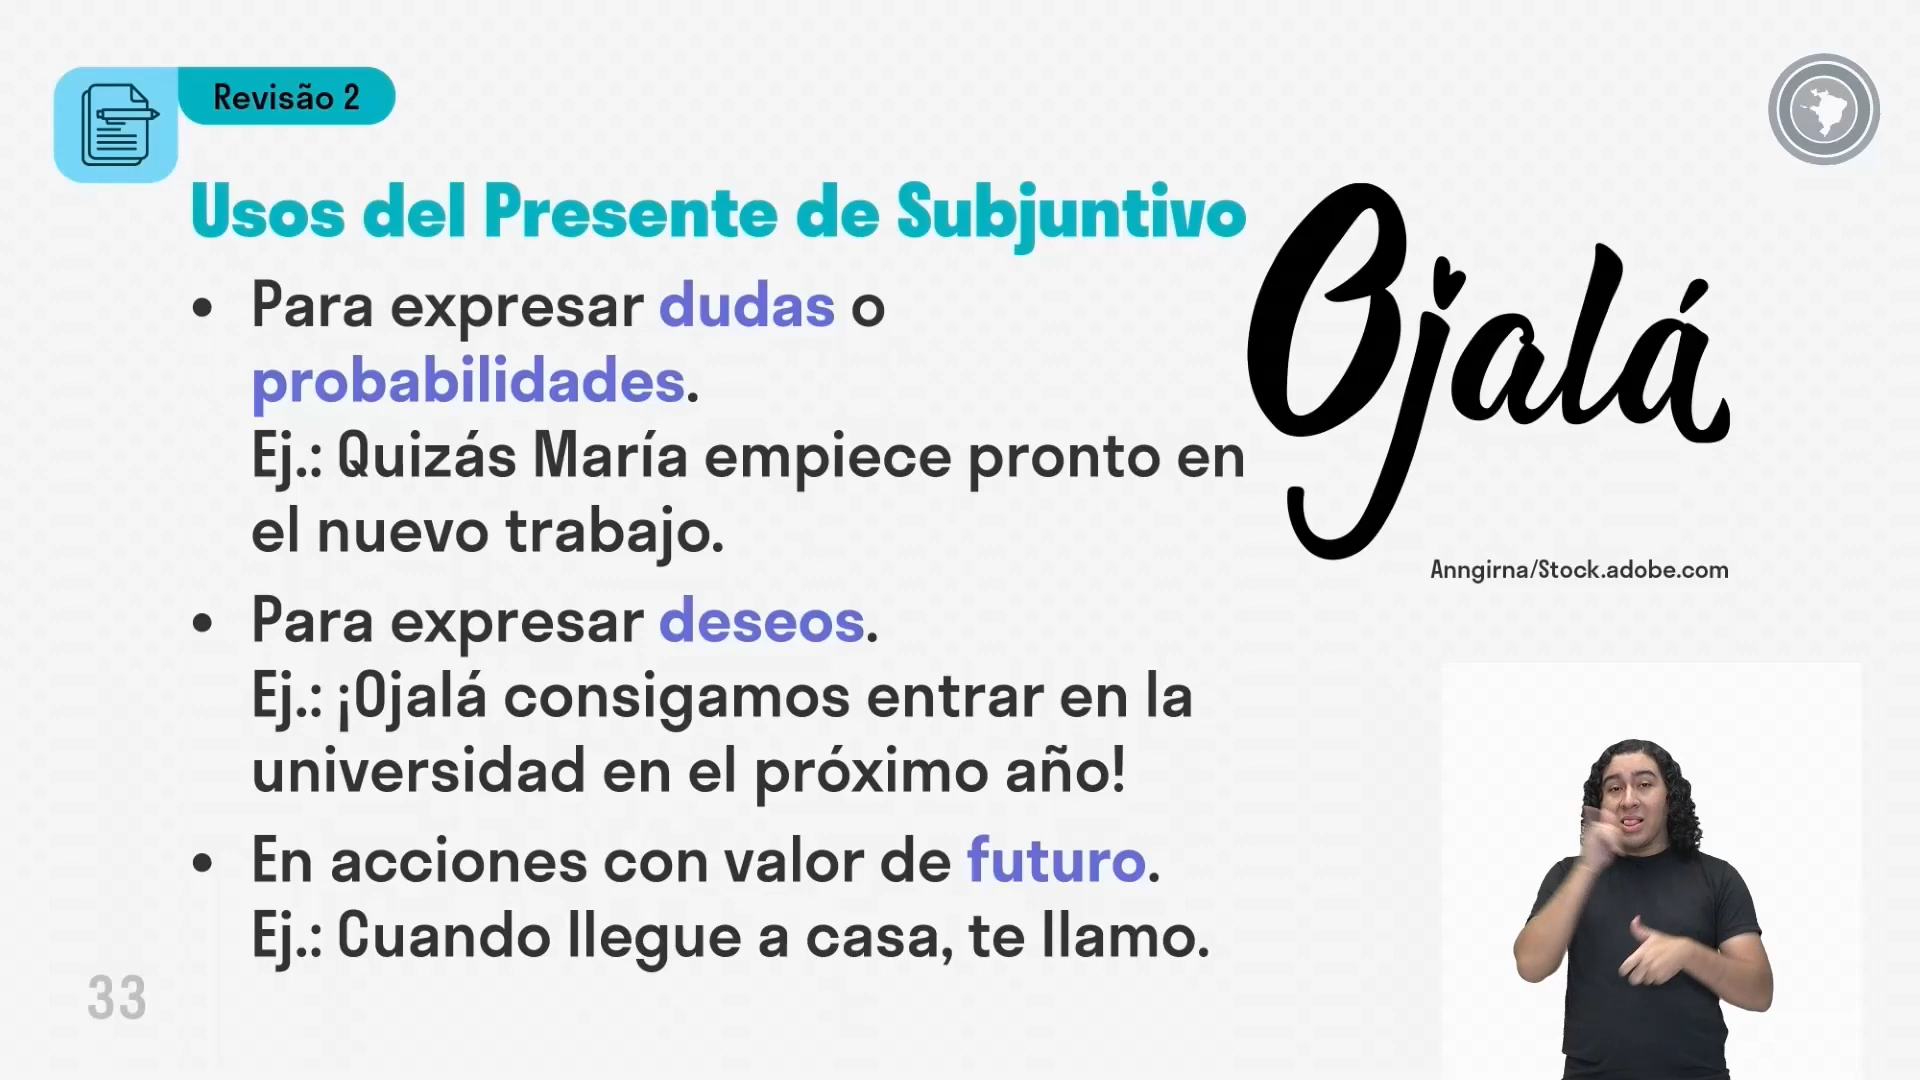 Revisão 2
Usos del Presente de Subjuntivo
• Para expresar dudas o
probabilidades.
Ej.: Quizás María empiece pronto en
el nuevo trabajo.
• Para expresar deseos.
Ej.: ¡Ojalá consigamos entrar en la
universidad en el próximo año!
• En acciones con valor de futuro.
Ej.: Cuando llegue a casa, te llamo.
Ojalá
Anngirna/Stock.adobe.com
33